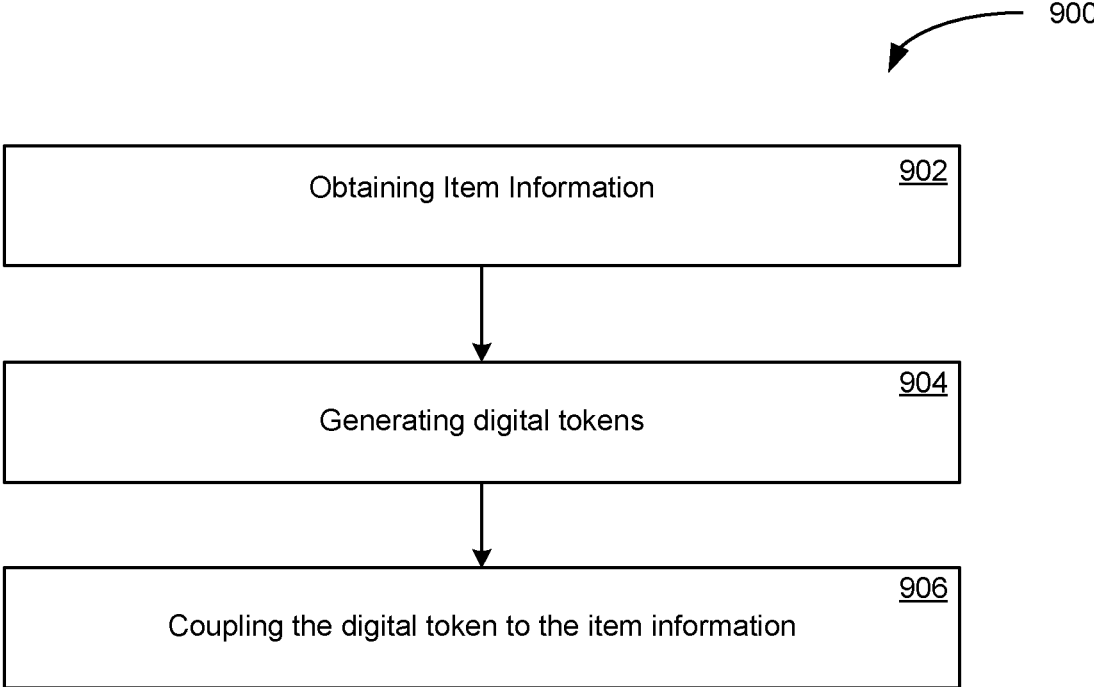 900
902
Obtaining Item Information
904
Generating digital tokens
906
Coupling the digital token to the item information